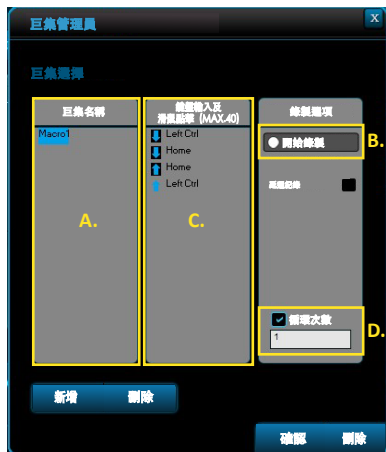 巨集管理員
X
巨集選擇
巨集名稱
Macro1
A.
鍵盤輸入及
滑鼠點擊 (MAX.40)
Left Ctrl
Home
Home
Left Ctrl
C.
錄製選項
開始錄製
B.
延遲紀錄
循環次數
1
D.
新增
刪除
確認
刪除